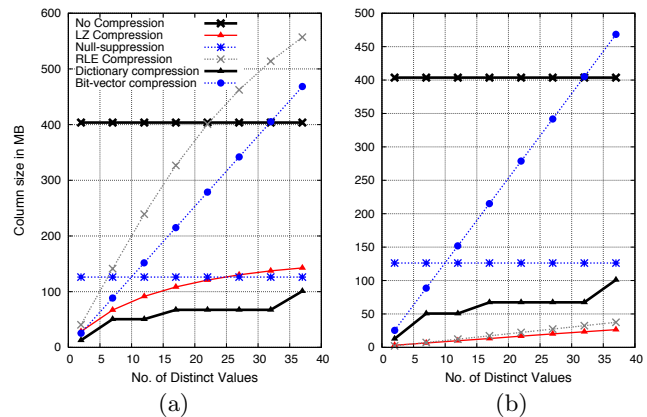 No Compression
LZ Compression
Null-suppression
RLE Compression
Dictionary compression
Bit-vector compression
Column size in MB
600
500
400
300
200
100
0
0 5 10 15 20 25 30 35 40
No. of Distinct Values
(a)
500
450
400
350
300
250
200
150
100
50
0
0 5 10 15 20 25 30 35 40
No. of Distinct Values
(b)